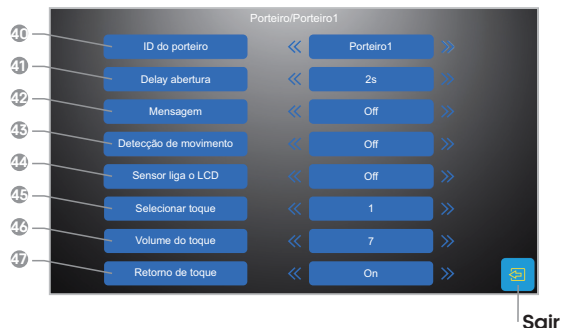 Porteiro/Porteiro1
40 ID do porteiro Porteiro1
41 Delay abertura 2s
42 Mensagem Off
43 Detecção de movimento Off
44 Sensor liga o LCD Off
45 Selecionar toque 1
46 Volume do toque 7
47 Retorno de toque On
Sair